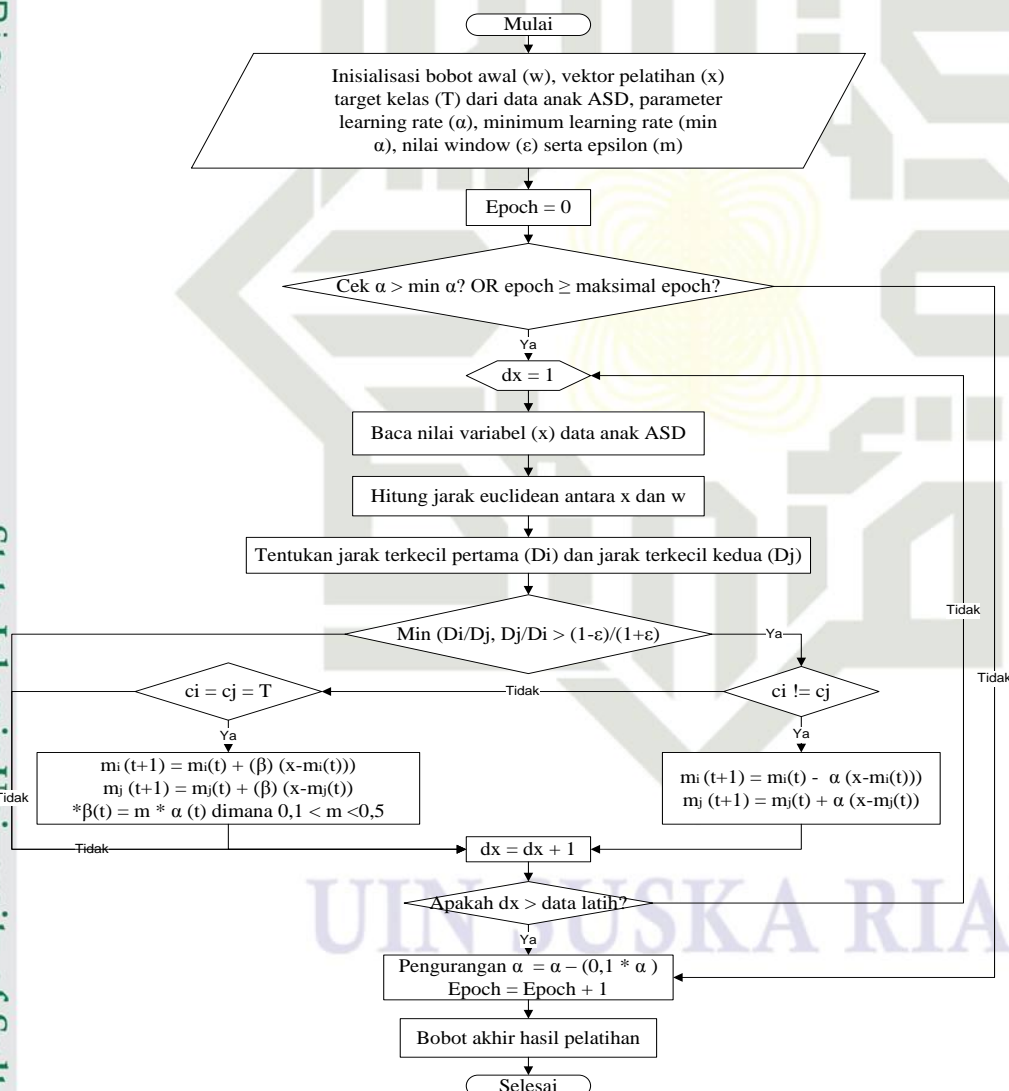 Mulai
Inisialisasi bobot awal (w), vektor pelatihan (x)
target kelas (T) dari data anak ASD, parameter
learning rate (α), minimum learning rate (min
α), nilai window (ε) serta epsilon (m)
Epoch = 0
Cek α > min α? OR epoch ≥ maksimal epoch?
Ya
dx = 1
Baca nilai variabel (x) data anak ASD
Hitung jarak euclidean antara x dan w
Tentukan jarak terkecil pertama (Di) dan jarak terkecil kedua (Dj)
Tidak
Min (Di/Dj, Dj/Di > (1-ε)/(1+ε)
Ya
Tidak
ci = cj = T
Tidak
ci != cj
Ya
Ya
mi (t+1) = mi(t) + (β) (x-mi(t)))
mj (t+1) = mj(t) + (β) (x-mj(t))
*β(t) = m * α (t) dimana 0,1 < m <0,5
mi (t+1) = mi(t) - α (x-mi(t)))
mj (t+1) = mj(t) + α (x-mj(t))
Tidak
Tidak
dx = dx + 1
Apakah dx > data latih?
UIN SUSKA RIA
Ya
Pengurangan α = α – (0,1 * α )
Epoch = Epoch + 1
Bobot akhir hasil pelatihan
Selesai